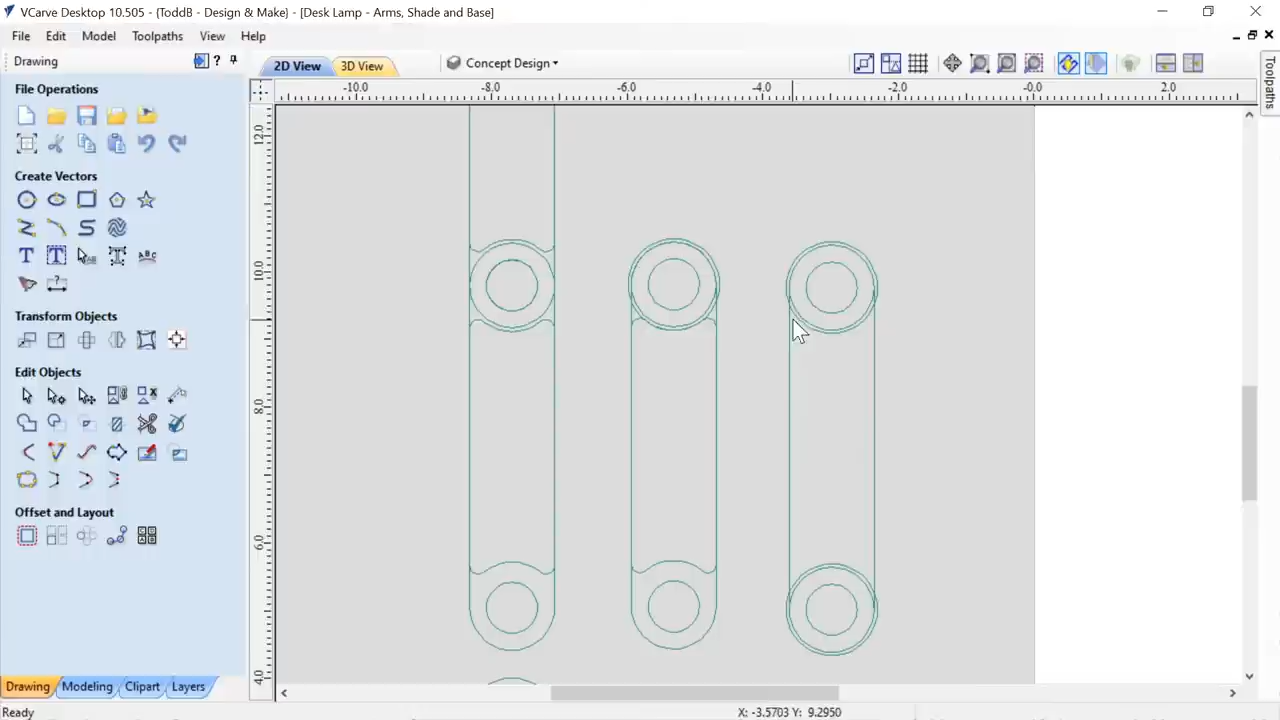 VCarve Desktop 10.505 - (ToddB - Design & Make) - [Desk Lamp - Arms, Shade and Base]
File Edit Model Toolpaths View Help
Drawing
2D View 3D View Concept Design
File Operations
-10.0 -8.0 -6.0 -4.0 -2.0 -0.0 2.0
Toolpaths
12.0
Create Vectors
10.0
Transform Objects
Edit Objects
8.0
Offset and Layout
6.0
4.0
Drawing Modeling Clipart Layers
Ready X: -3.5703 Y: 9.2950